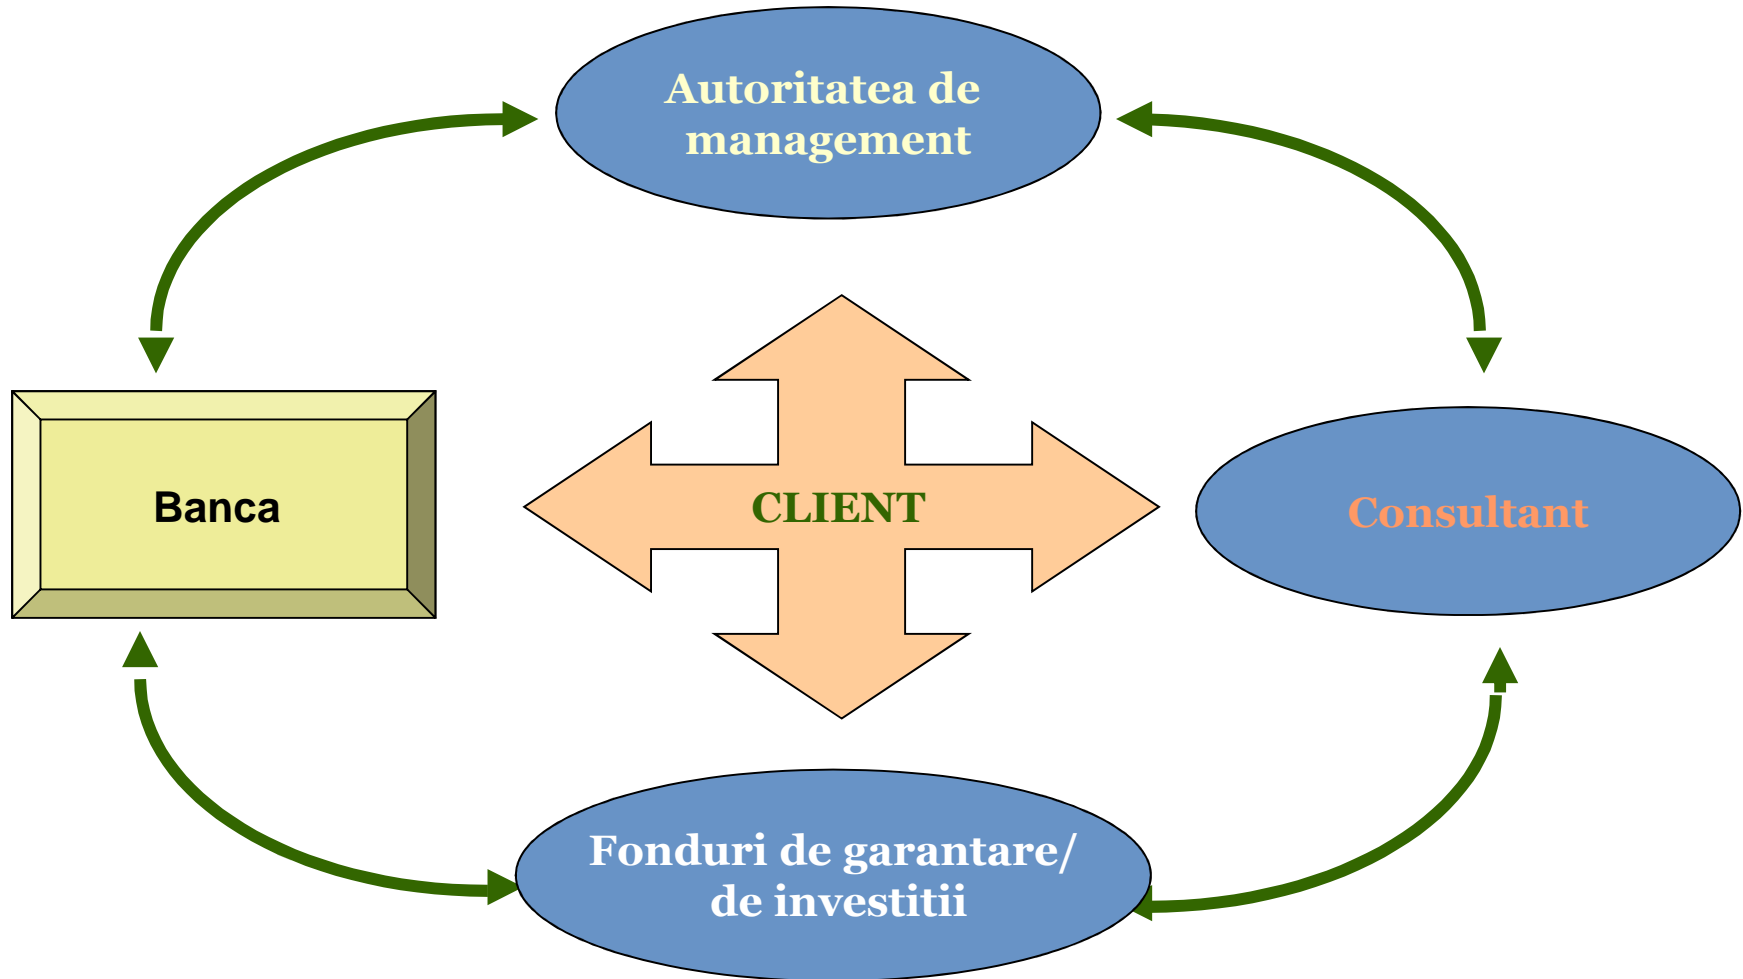 Autoritatea de
management
Banca
CLIENT
Consultant
Fonduri de garantare/
de investitii